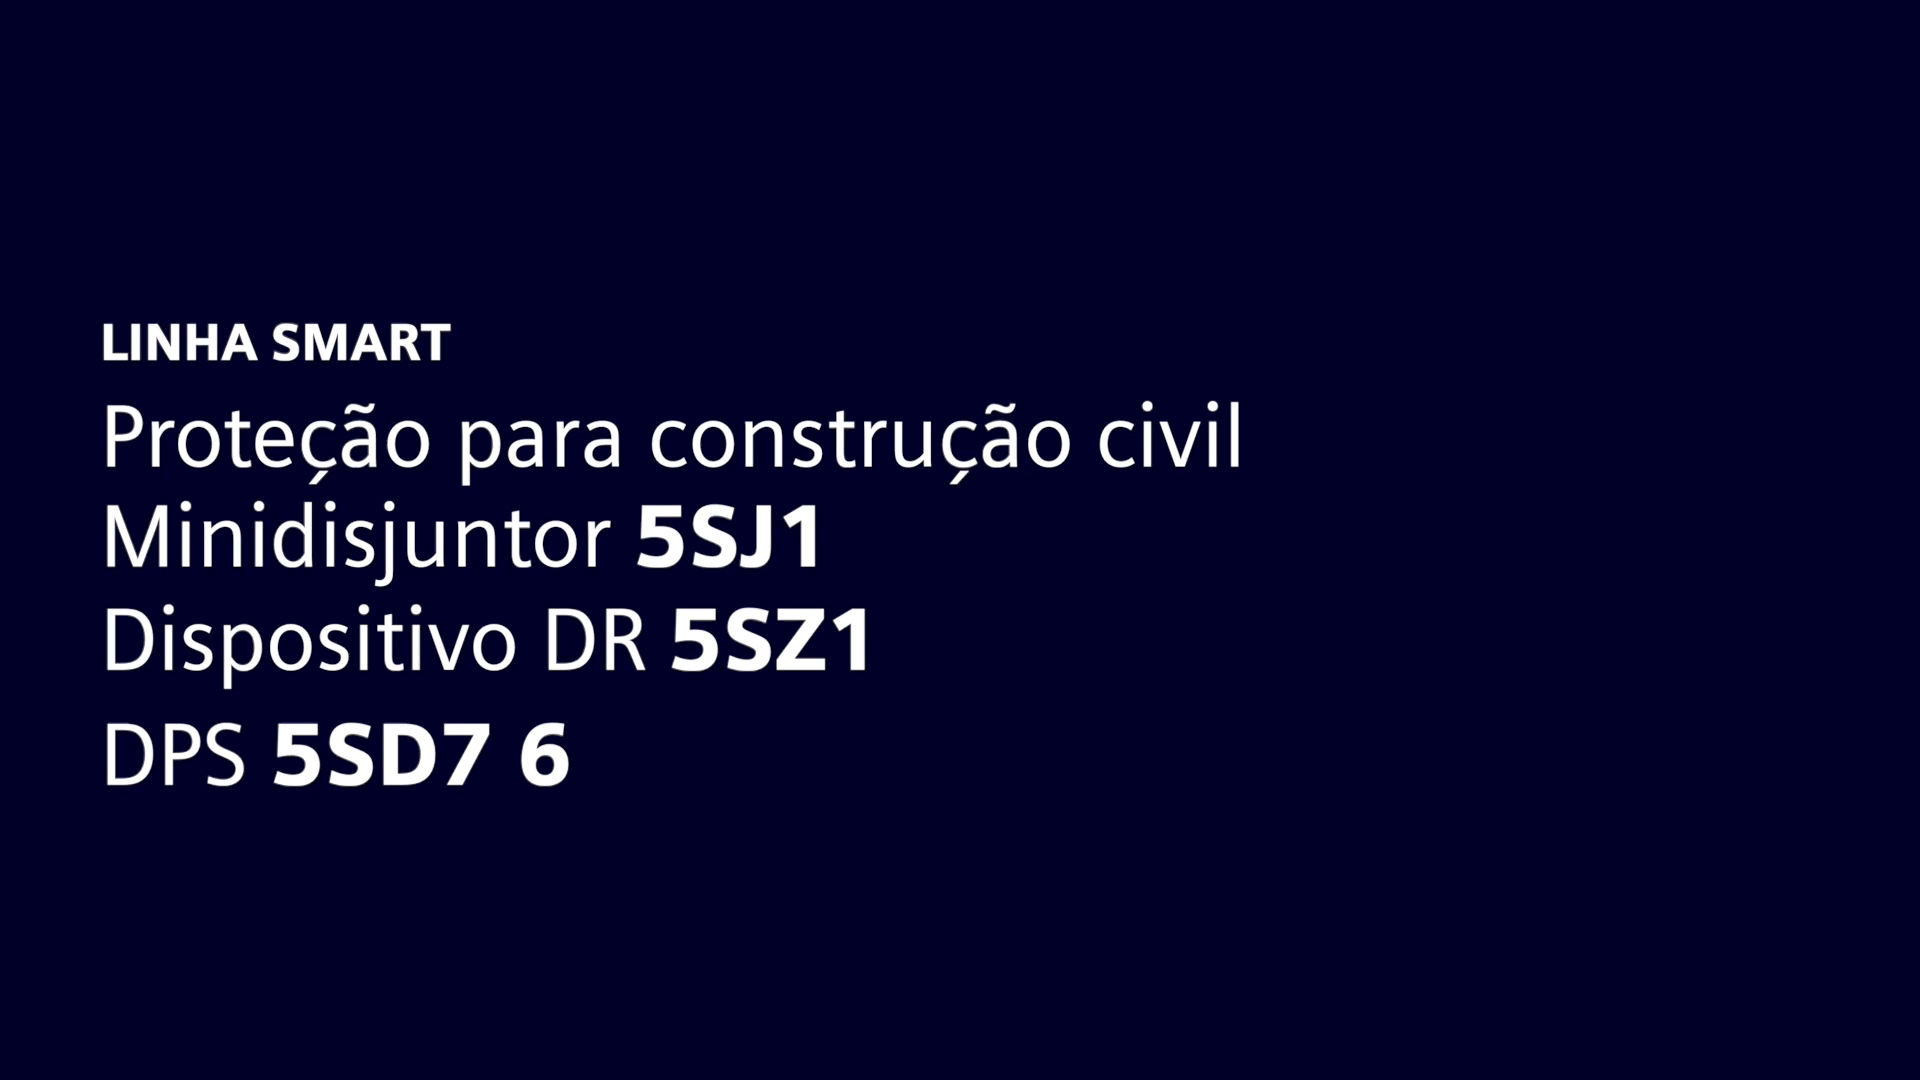 LINHA SMART
Proteção para construção civil
Minidisjuntor 5SJ1
Dispositivo DR 5SZ1
DPS 5SD7 6